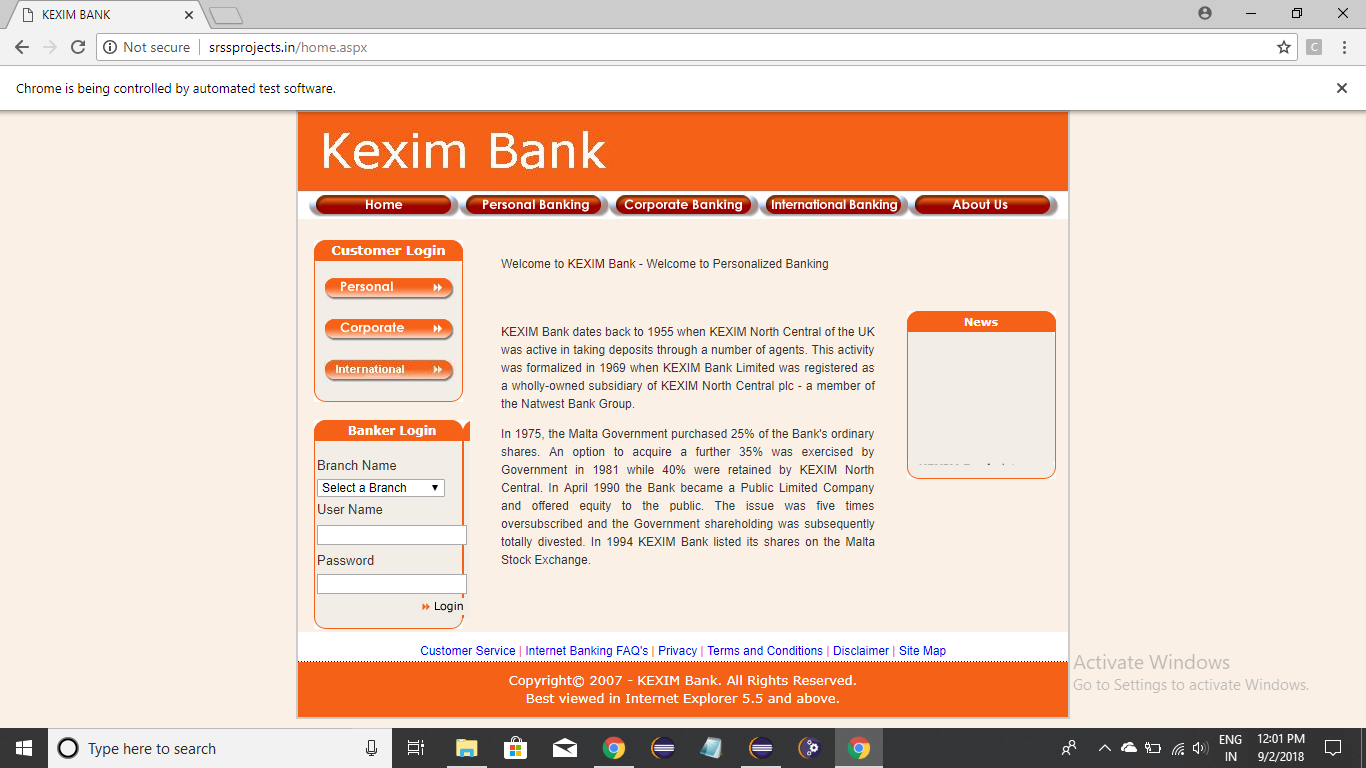 KEXIM BANK
Not secure
srssprojects.in/home.aspx
C
Chrome is being controlled by automated test software.
Kexim Bank
Home
Personal Banking
Corporate Banking
International Banking
About Us
Customer Login
Personal
Corporate
International
Banker Login
Branch Name
Select a Branch
User Name
Password
Login
Welcome to KEXIM Bank - Welcome to Personalized Banking
KEXIM Bank dates back to 1955 when KEXIM North Central of the UK
was active in taking deposits through a number of agents. This activity
was formalized in 1969 when KEXIM Bank Limited was registered as
a wholly-owned subsidiary of KEXIM North Central plc - a member of
the Natwest Bank Group.
In 1975, the Malta Government purchased 25% of the Bank's ordinary
shares. An option to acquire a further 35% was exercised by
Government in 1981 while 40% were retained by KEXIM North
Central. In April 1990 the Bank became a Public Limited Company
and offered equity to the public. The issue was five times
oversubscribed and the Government shareholding was subsequently
totally divested. In 1994 KEXIM Bank listed its shares on the Malta
Stock Exchange.
News
Customer Service | Internet Banking FAQ's | Privacy | Terms and Conditions | Disclaimer | Site Map
Copyright© 2007 - KEXIM Bank. All Rights Reserved.
Best viewed in Internet Explorer 5.5 and above.
Activate Windows
Go to Settings to activate Windows.
Type here to search
ENG
IN
12:01 PM
9/2/2018